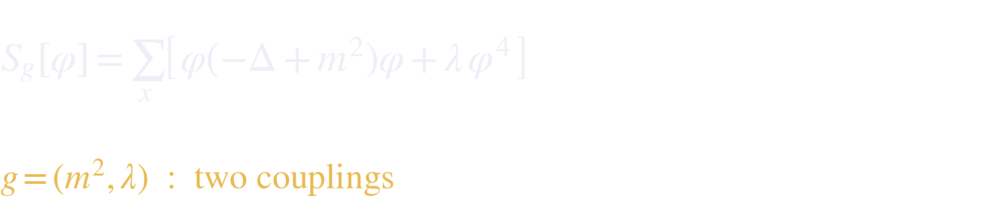 S_g[φ] = ∑_x [ φ(−Δ + m²)φ + λφ⁴ ]
g = (m², λ) : two couplings